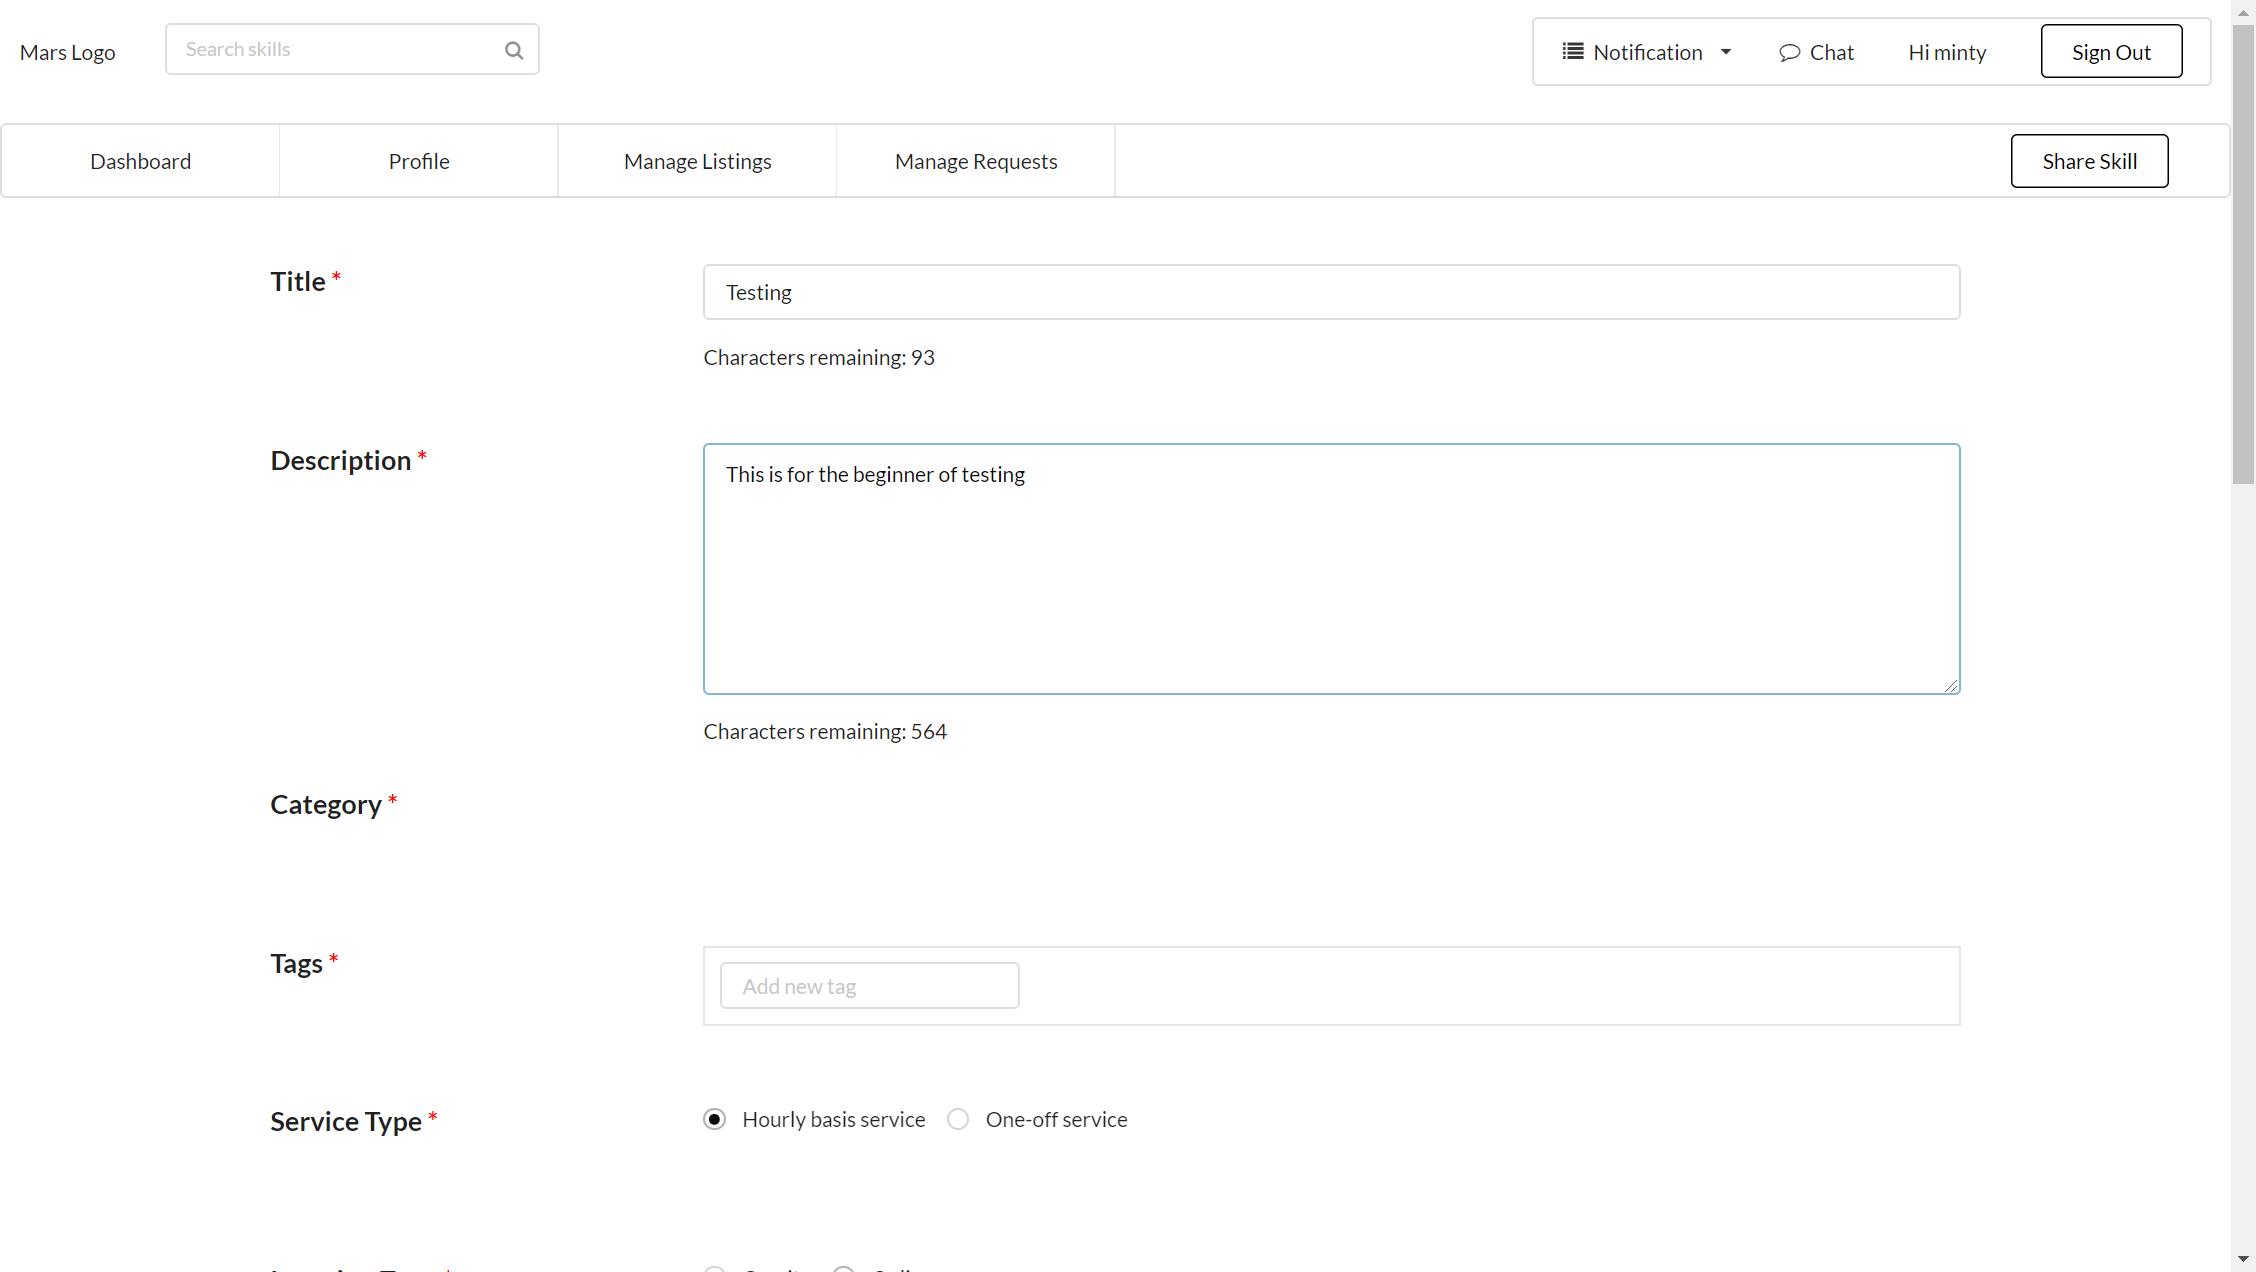 Mars Logo
Search skills
Notification
Chat
Hi minty
Sign Out
Dashboard
Profile
Manage Listings
Manage Requests
Share Skill
Title *
Testing
Characters remaining: 93
Description *
This is for the beginner of testing
Characters remaining: 564
Category *
Tags *
Add new tag
Service Type *
Hourly basis service
One-off service